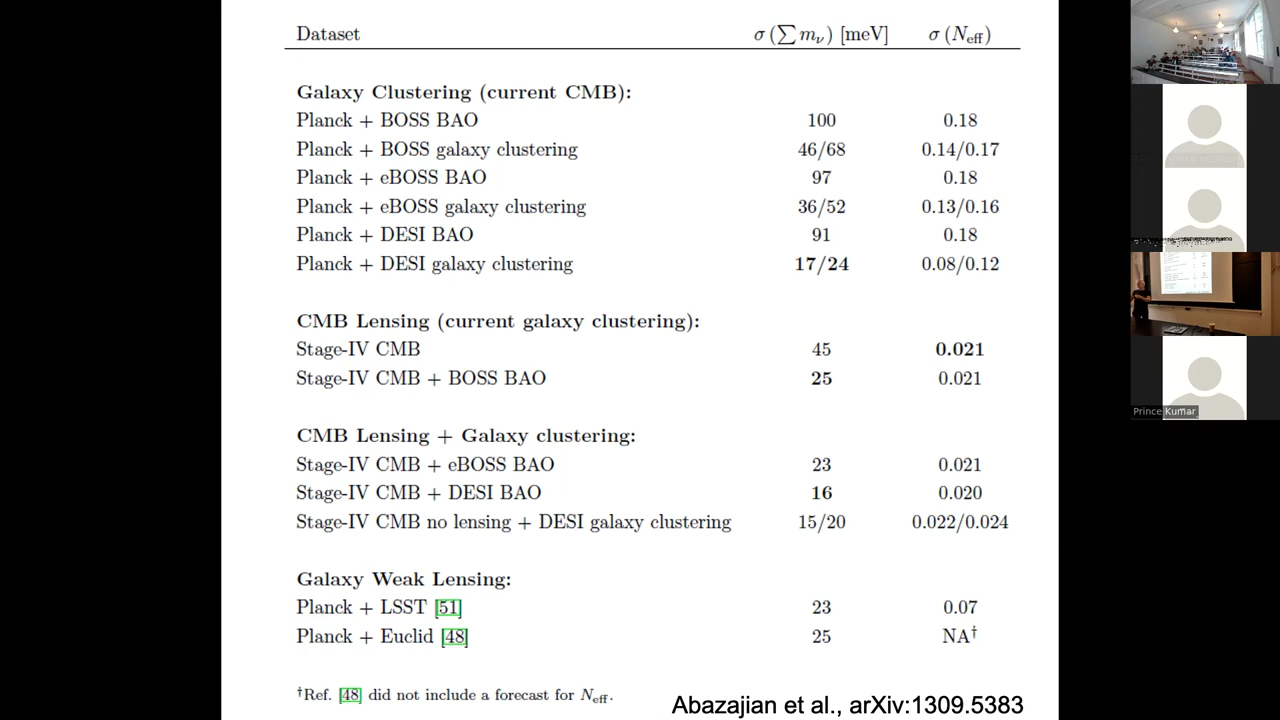 Dataset σ (∑ mν) [meV] σ (Neff)
Galaxy Clustering (current CMB):
Planck + BOSS BAO 100 0.18
Planck + BOSS galaxy clustering 46/68 0.14/0.17
Planck + eBOSS BAO 97 0.18
Planck + eBOSS galaxy clustering 36/52 0.13/0.16
Planck + DESI BAO 91 0.18
Planck + DESI galaxy clustering 17/24 0.08/0.12
CMB Lensing (current galaxy clustering):
Stage-IV CMB 45 0.021
Stage-IV CMB + BOSS BAO 25 0.021
CMB Lensing + Galaxy clustering:
Stage-IV CMB + eBOSS BAO 23 0.021
Stage-IV CMB + DESI BAO 16 0.020
Stage-IV CMB no lensing + DESI galaxy clustering 15/20 0.022/0.024
Galaxy Weak Lensing:
Planck + LSST [51] 23 0.07
Planck + Euclid [48] 25 NA†
†Ref. [48] did not include a forecast for Neff.
Abazajian et al., arXiv:1309.5383
Prince Kumar